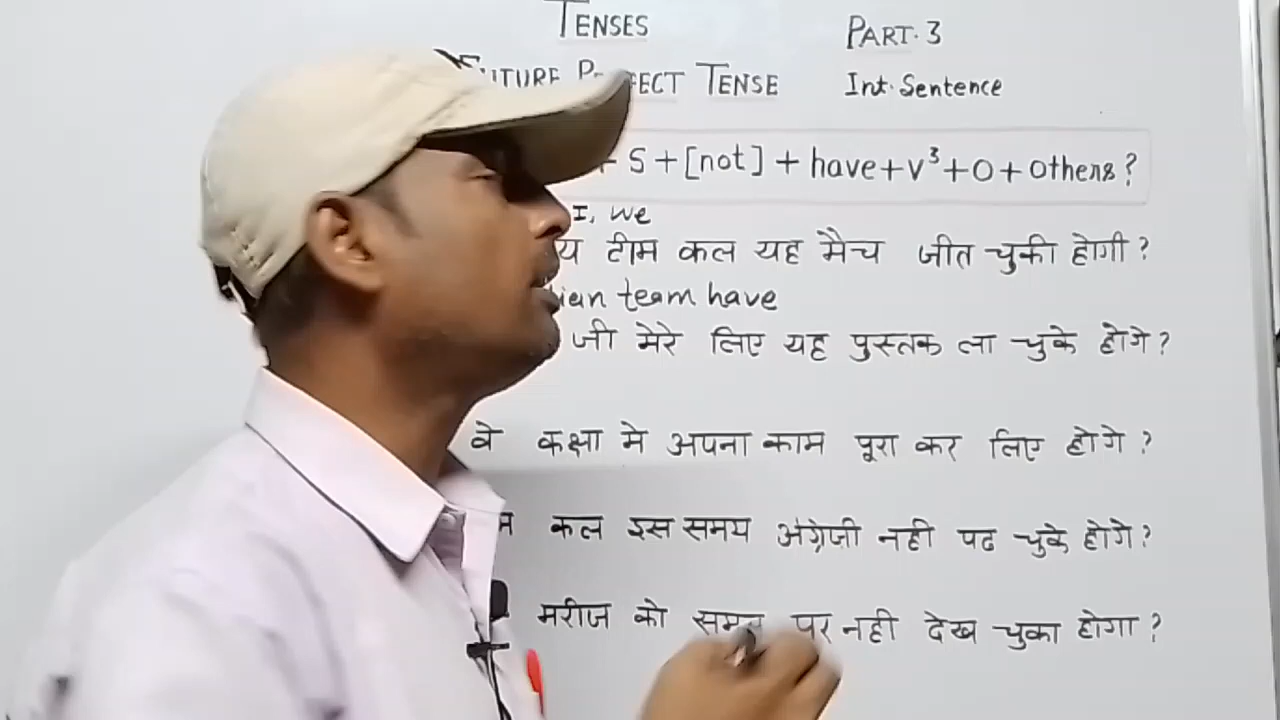 TENSES PART. 3
FUTURE PERFECT TENSE Int. Sentence
+ S + [not] + have + V³ + O + Others ?
I, we
टीम कल यह मैच जीत चुकी होगी ?
team have
जी मेरे लिए यह पुस्तक ला चुके होगे ?
वे कक्षा मे अपना काम पूरा कर लिए होगे ?
कल इस समय अंग्रेजी नही पढ चुके होगे ?
मरीज को समय पर नही देख चुका होगा ?